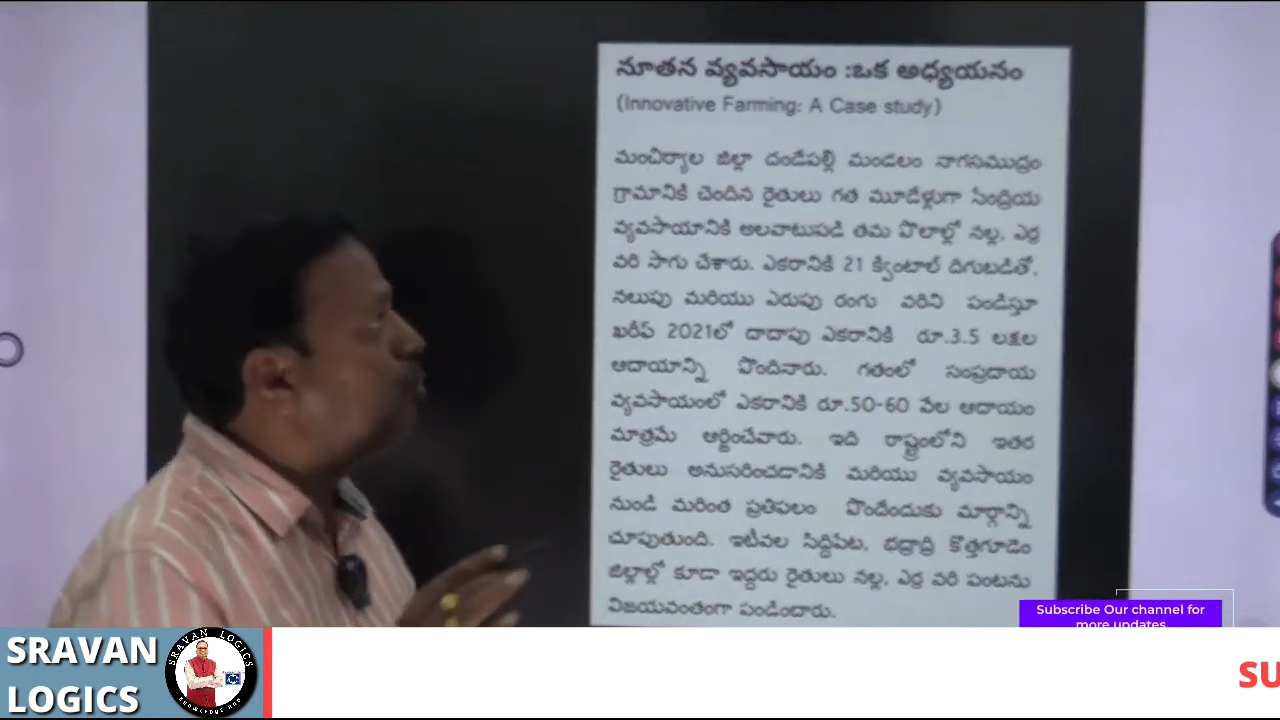 నూతన వ్యవసాయం :ఒక అధ్యయనం
(Innovative Farming: A Case study)
మంచిర్యాల జిల్లా దండేపల్లి మండలం నాగసముద్రం
గ్రామానికి చెందిన రైతులు గత మూడేళ్లుగా సేంద్రియ
వ్యవసాయానికి అలవాటుపడి తమ పొలాల్లో నల్ల, ఎర్ర
వరి సాగు చేశారు. ఎకరానికి 21 క్వింటాల్ దిగుబడితో,
నలుపు మరియు ఎరుపు రంగు వరిని పండిస్తూ
ఖరీఫ్ 2021లో దాదాపు ఎకరానికి రూ.3.5 లక్షల
ఆదాయాన్ని పొందినారు. గతంలో సంప్రదాయ
వ్యవసాయంలో ఎకరానికి రూ.50-60 వేల ఆదాయం
మాత్రమే ఆర్జించేవారు. ఇది రాష్ట్రంలోని ఇతర
రైతులు అనుసరించడానికి మరియు వ్యవసాయం
నుండి మరింత ప్రతిఫలం పొందేందుకు మార్గాన్ని
చూపుతుంది. ఇటీవల సిద్దిపేట, భద్రాద్రి కొత్తగూడెం
జిల్లాల్లో కూడా ఇద్దరు రైతులు నల్ల, ఎర్ర వరి పంటను
విజయవంతంగా పండించారు.
Subscribe Our channel for
more updates
SRAVAN
LOGICS
SRAVAN LOGICS
SU